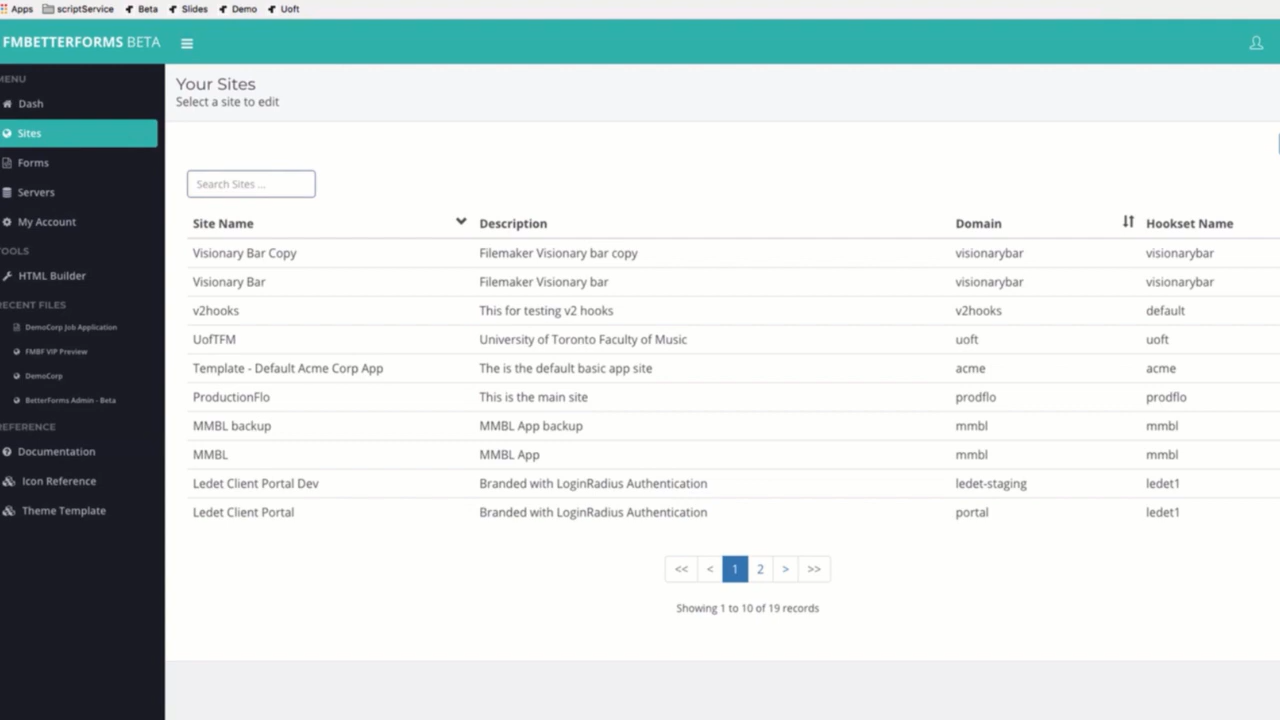 Apps scriptService Beta Slides Demo Uoft
FMBETTERFORMS BETA
MENU
Dash
Sites
Forms
Servers
My Account
TOOLS
HTML Builder
RECENT FILES
DemoCorp Job Application
FMBF VIP Preview
DemoCorp
BetterForms Admin - Beta
REFERENCE
Documentation
Icon Reference
Theme Template
Your Sites
Select a site to edit
Search Sites ...
Site Name Description Domain Hookset Name
Visionary Bar Copy Filemaker Visionary bar copy visionarybar visionarybar
Visionary Bar Filemaker Visionary bar visionarybar visionarybar
v2hooks This for testing v2 hooks v2hooks default
UofTFM University of Toronto Faculty of Music uoft uoft
Template - Default Acme Corp App The is the default basic app site acme acme
ProductionFlo This is the main site prodflo prodflo
MMBL backup MMBL App backup mmbl mmbl
MMBL MMBL App mmbl mmbl
Ledet Client Portal Dev Branded with LoginRadius Authentication ledet-staging ledet1
Ledet Client Portal Branded with LoginRadius Authentication portal ledet1
<< < 1 2 > >>
Showing 1 to 10 of 19 records